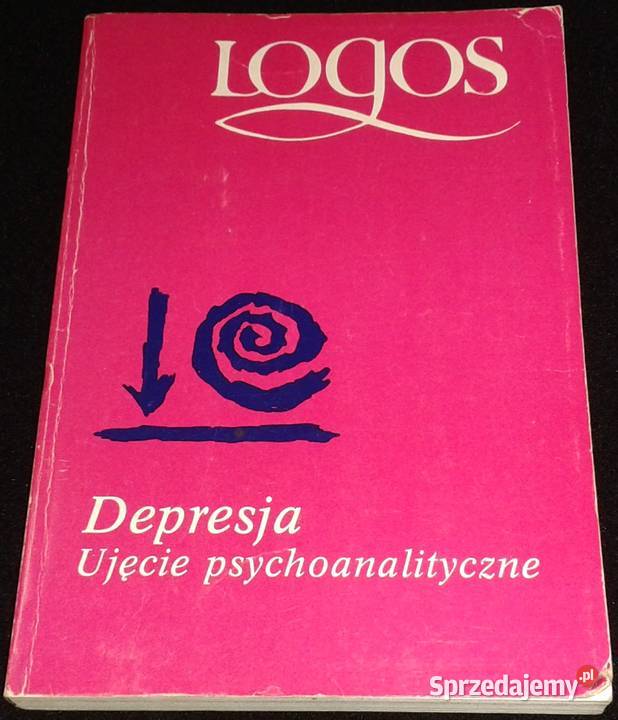 LOGOS
Depresja
Ujęcie psychoanalityczne
Sprzedajemy.pl